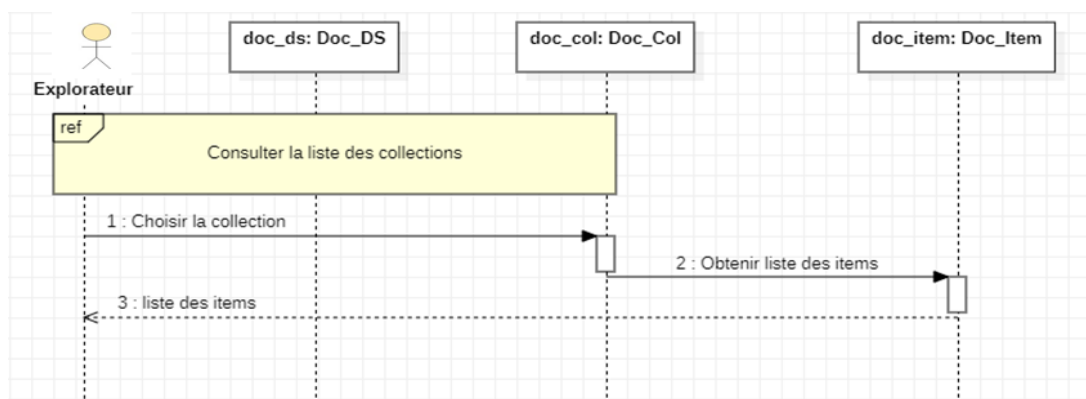 doc_ds: Doc_DS
doc_col: Doc_Col
doc_item: Doc_Item
Explorateur
ref
Consulter la liste des collections
1 : Choisir la collection
2 : Obtenir liste des items
3 : liste des items